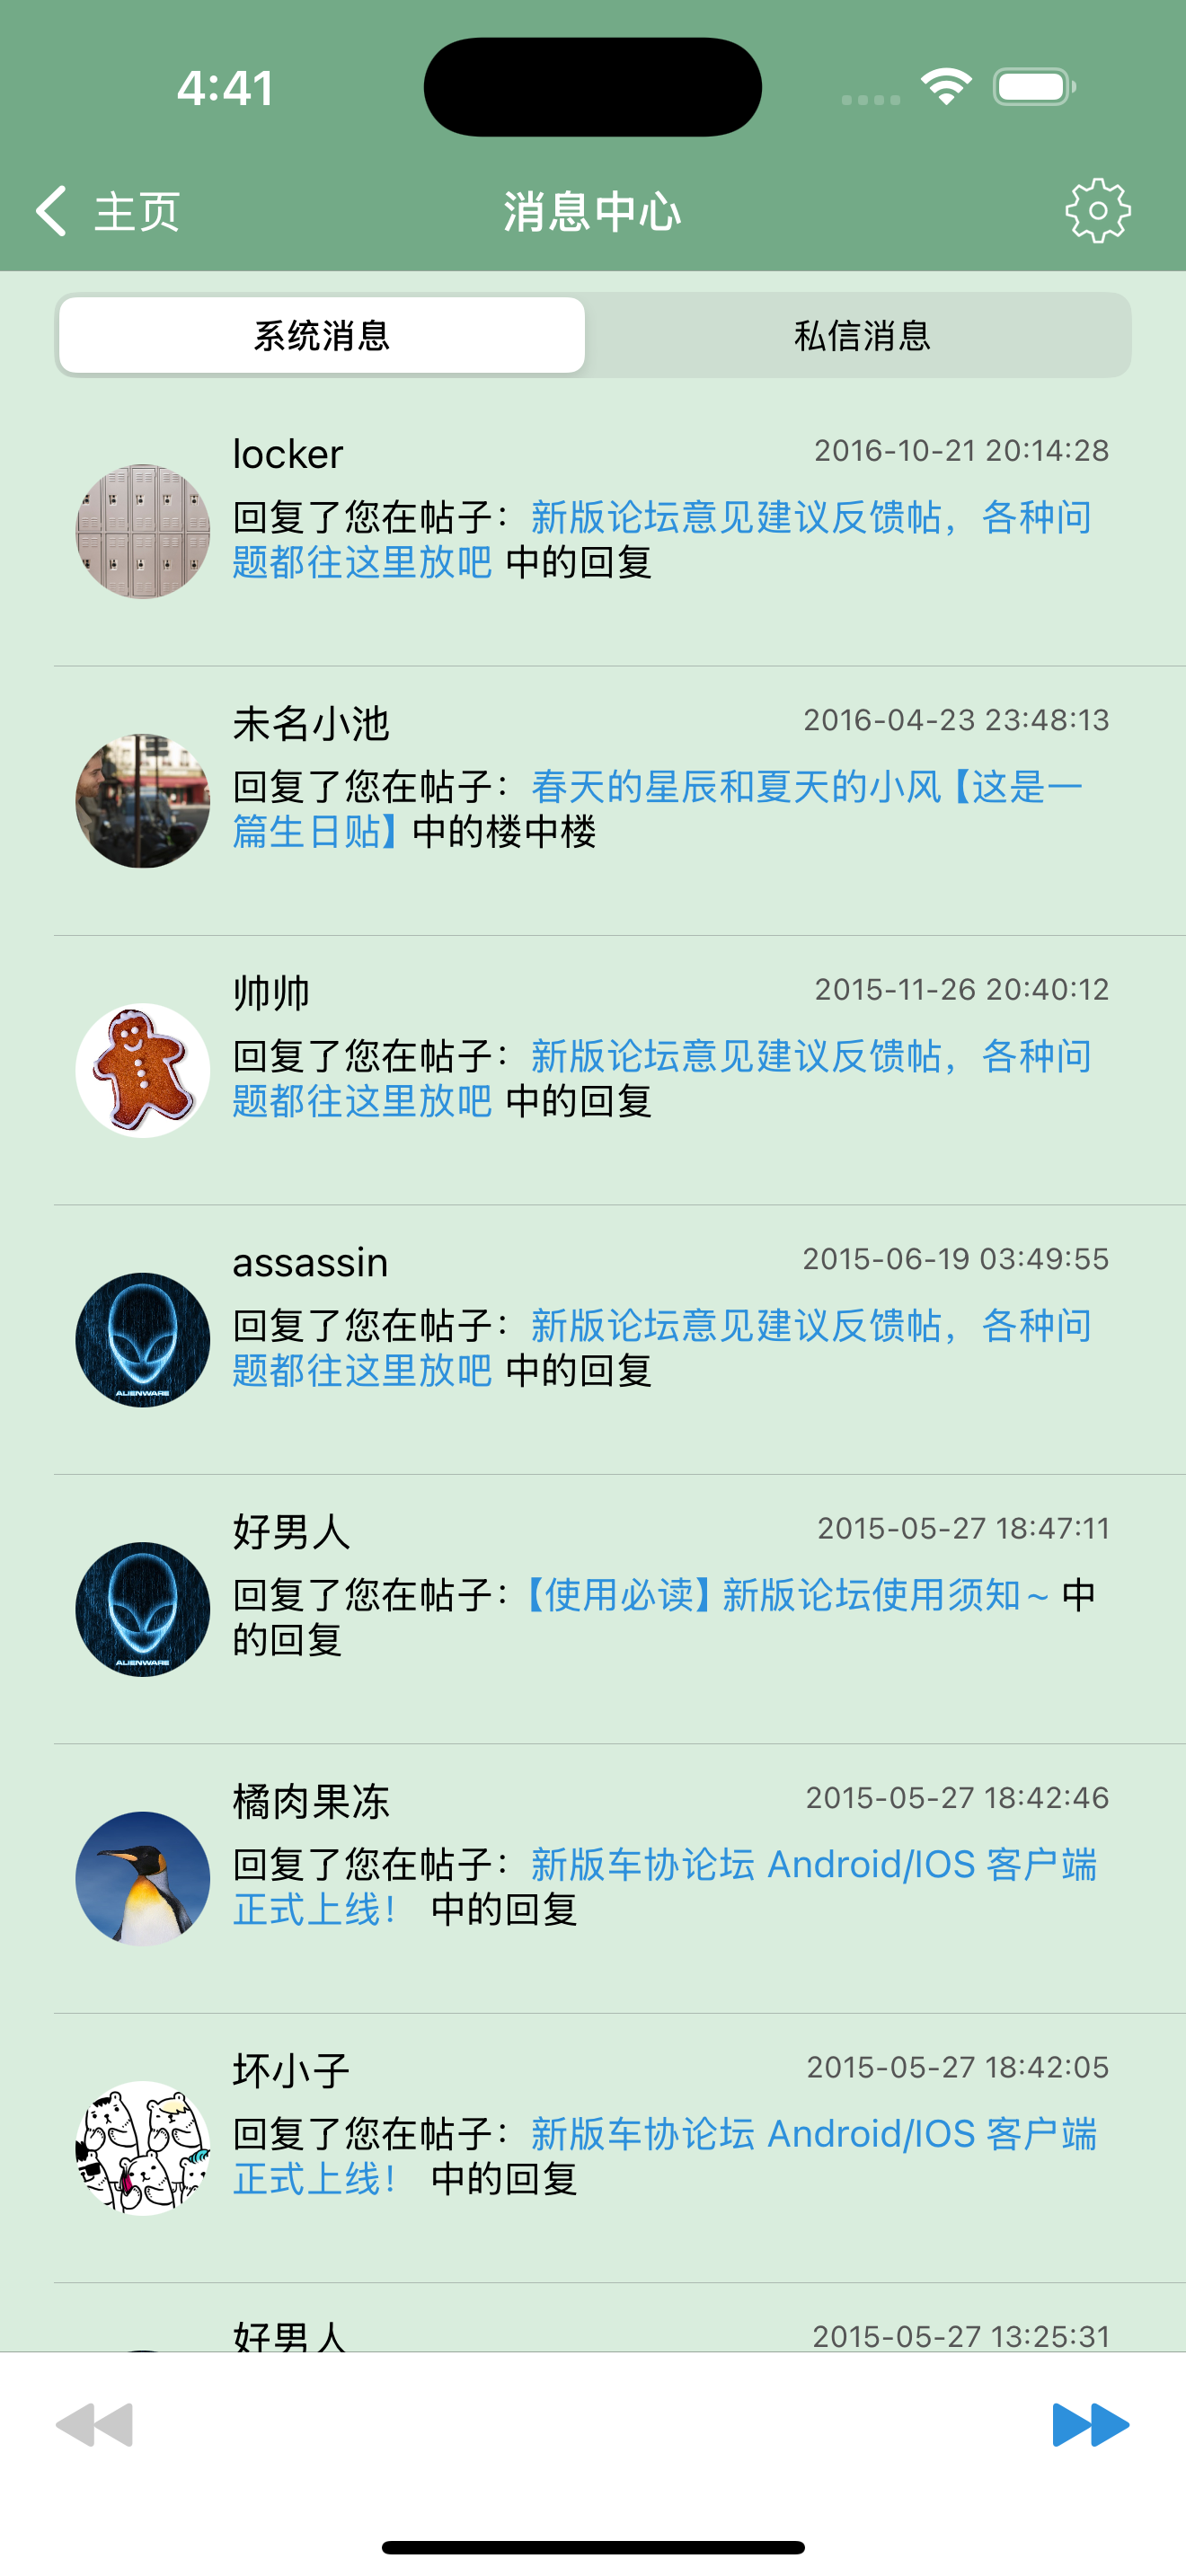 4:41
主页
消息中心
系统消息
私信消息
locker
2016-10-21 20:14:28
回复了您在帖子：新版论坛意见建议反馈帖，各种问
题都往这里放吧 中的回复
未名小池
2016-04-23 23:48:13
回复了您在帖子：春天的星辰和夏天的小风【这是一
篇生日贴】中的楼中楼
帅帅
2015-11-26 20:40:12
回复了您在帖子：新版论坛意见建议反馈帖，各种问
题都往这里放吧 中的回复
assassin
2015-06-19 03:49:55
回复了您在帖子：新版论坛意见建议反馈帖，各种问
题都往这里放吧 中的回复
ALIENWARE
好男人
2015-05-27 18:47:11
回复了您在帖子：【使用必读】新版论坛使用须知～ 中
的回复
ALIENWARE
橘肉果冻
2015-05-27 18:42:46
回复了您在帖子：新版车协论坛 Android/IOS 客户端
正式上线！ 中的回复
坏小子
2015-05-27 18:42:05
回复了您在帖子：新版车协论坛 Android/IOS 客户端
正式上线！ 中的回复
好男人
2015-05-27 13:25:31